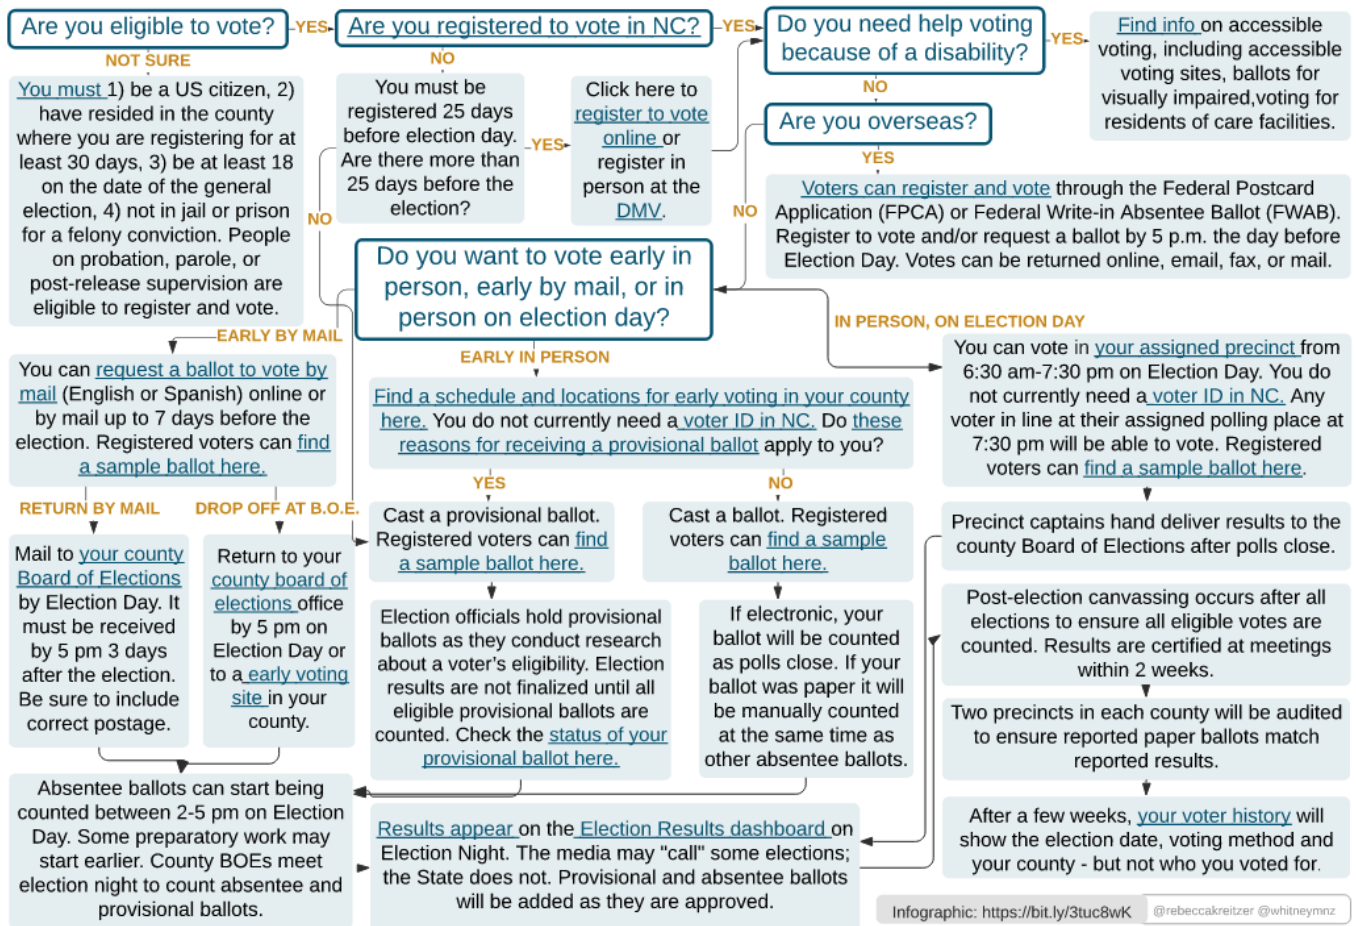 Are you eligible to vote?
YES
Are you registered to vote in NC?
YES
Do you need help voting
because of a disability?
YES
Find info on accessible
voting, including accessible
voting sites, ballots for
visually impaired,voting for
residents of care facilities.
NOT SURE
You must 1) be a US citizen, 2)
have resided in the county
where you are registering for at
least 30 days, 3) be at least 18
on the date of the general
election, 4) not in jail or prison
for a felony conviction. People
on probation, parole, or
post-release supervision are
eligible to register and vote.
NO
You must be
registered 25 days
before election day.
Are there more than
25 days before the
election?
YES
Click here to
register to vote
online or
register in
person at the
DMV.
NO
NO
Are you overseas?
YES
Voters can register and vote through the Federal Postcard
Application (FPCA) or Federal Write-in Absentee Ballot (FWAB).
Register to vote and/or request a ballot by 5 p.m. the day before
Election Day. Votes can be returned online, email, fax, or mail.
NO
Do you want to vote early in
person, early by mail, or in
person on election day?
EARLY BY MAIL
You can request a ballot to vote by
mail (English or Spanish) online or
by mail up to 7 days before the
election. Registered voters can find
a sample ballot here.
RETURN BY MAIL
Mail to your county
Board of Elections
by Election Day. It
must be received
by 5 pm 3 days
after the election.
Be sure to include
correct postage.
DROP OFF AT B.O.E.
Return to your
county board of
elections office
by 5 pm on
Election Day or
to a early voting
site in your
county.
EARLY IN PERSON
Find a schedule and locations for early voting in your county
here. You do not currently need a voter ID in NC. Do these
reasons for receiving a provisional ballot apply to you?
YES
Cast a provisional ballot.
Registered voters can find
a sample ballot here.
Election officials hold provisional
ballots as they conduct research
about a voter's eligibility. Election
results are not finalized until all
eligible provisional ballots are
counted. Check the status of your
provisional ballot here.
NO
Cast a ballot. Registered
voters can find a sample
ballot here.
If electronic, your
ballot will be counted
as polls close. If your
ballot was paper it will
be manually counted
at the same time as
other absentee ballots.
IN PERSON, ON ELECTION DAY
You can vote in your assigned precinct from
6:30 am-7:30 pm on Election Day. You do
not currently need a voter ID in NC. Any
voter in line at their assigned polling place at
7:30 pm will be able to vote. Registered
voters can find a sample ballot here.
Precinct captains hand deliver results to the
county Board of Elections after polls close.
Absentee ballots can start being
counted between 2-5 pm on Election
Day. Some preparatory work may
start earlier. County BOEs meet
election night to count absentee and
provisional ballots.
Results appear on the Election Results dashboard on
Election Night. The media may "call" some elections;
the State does not. Provisional and absentee ballots
will be added as they are approved.
Post-election canvassing occurs after all
elections to ensure all eligible votes are
counted. Results are certified at meetings
within 2 weeks.
Two precincts in each county will be audited
to ensure reported paper ballots match
reported results.
After a few weeks, your voter history will
show the election date, voting method and
your county - but not who you voted for.
Infographic: https://bit.ly/3tuc8wK
@rebeccakreitzer @whitneymnz